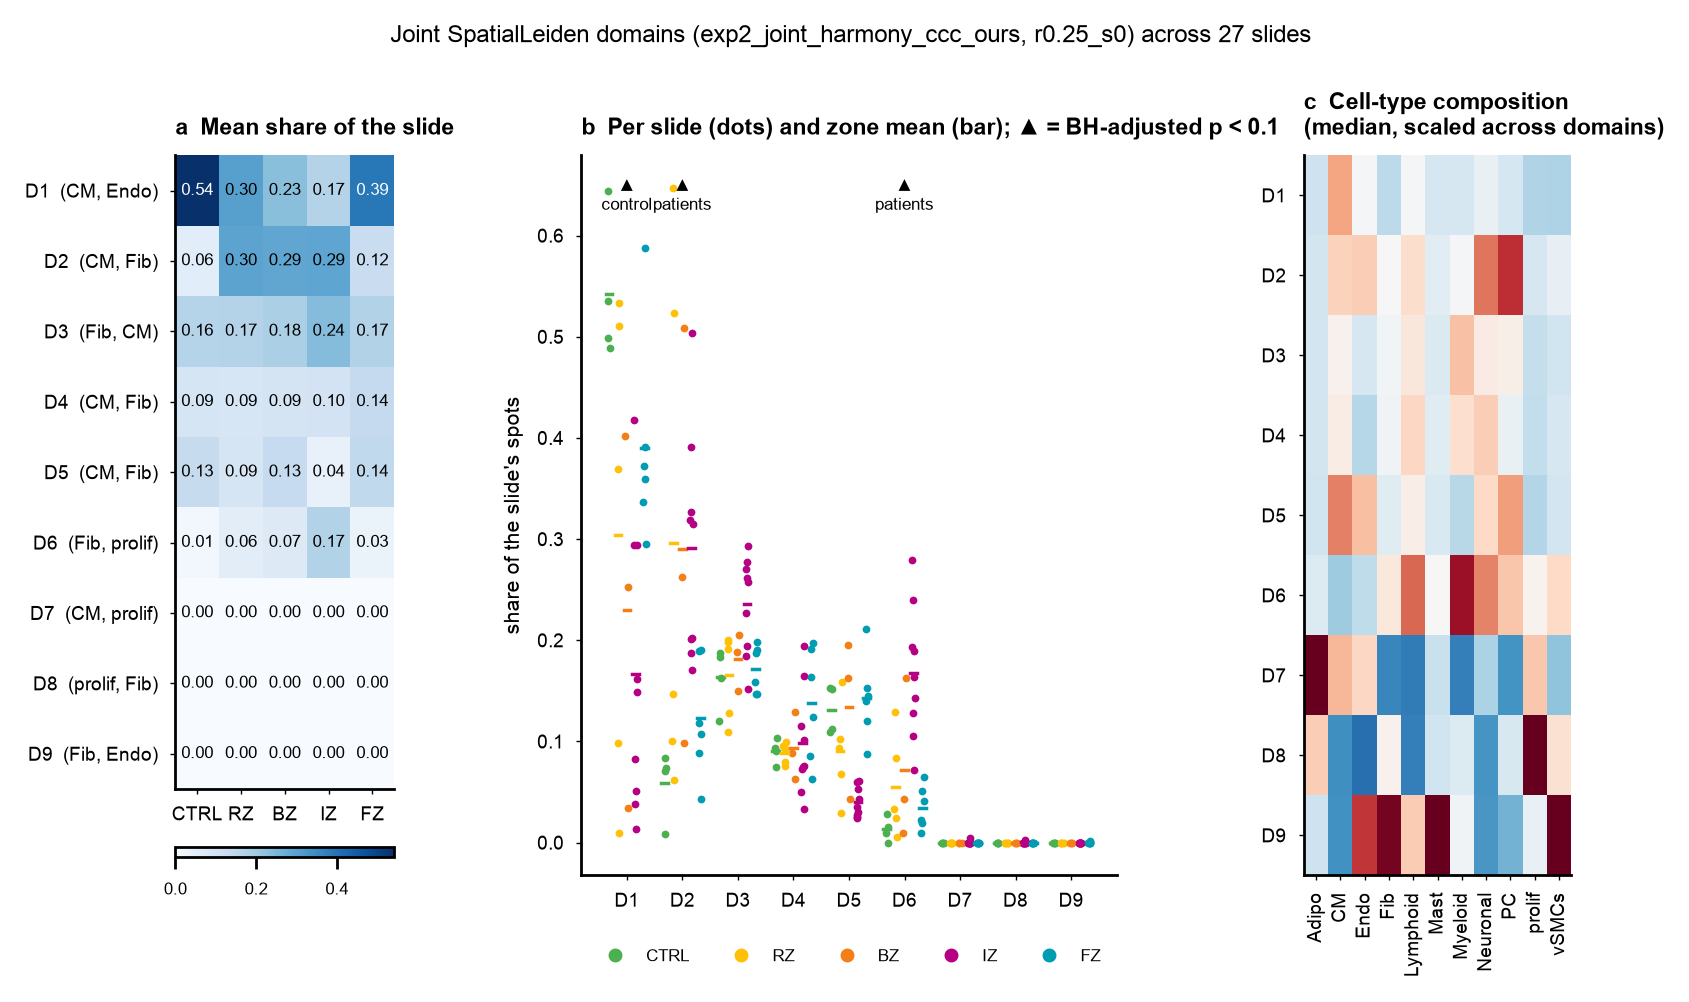 Joint SpatialLeiden domains (exp2_joint_harmony_ccc_ours, r0.25_s0) across 27 slides
a Mean share of the slide
D1 (CM, Endo) 0.54 0.30 0.23 0.17 0.39
D2 (CM, Fib) 0.06 0.30 0.29 0.29 0.12
D3 (Fib, CM) 0.16 0.17 0.18 0.24 0.17
D4 (CM, Fib) 0.09 0.09 0.09 0.10 0.14
D5 (CM, Fib) 0.13 0.09 0.13 0.04 0.14
D6 (Fib, prolif) 0.01 0.06 0.07 0.17 0.03
D7 (CM, prolif) 0.00 0.00 0.00 0.00 0.00
D8 (prolif, Fib) 0.00 0.00 0.00 0.00 0.00
D9 (Fib, Endo) 0.00 0.00 0.00 0.00 0.00
CTRL RZ BZ IZ FZ
0.0 0.2 0.4
b Per slide (dots) and zone mean (bar); ▲ = BH-adjusted p < 0.1
▲ ▲ ▲
control patients patients
share of the slide's spots
0.6
0.5
0.4
0.3
0.2
0.1
0.0
D1 D2 D3 D4 D5 D6 D7 D8 D9
CTRL RZ BZ IZ FZ
c Cell-type composition
(median, scaled across domains)
D1
D2
D3
D4
D5
D6
D7
D8
D9
Adipo CM Endo Fib Lymphoid Mast Myeloid Neuronal PC prolif vSMCs